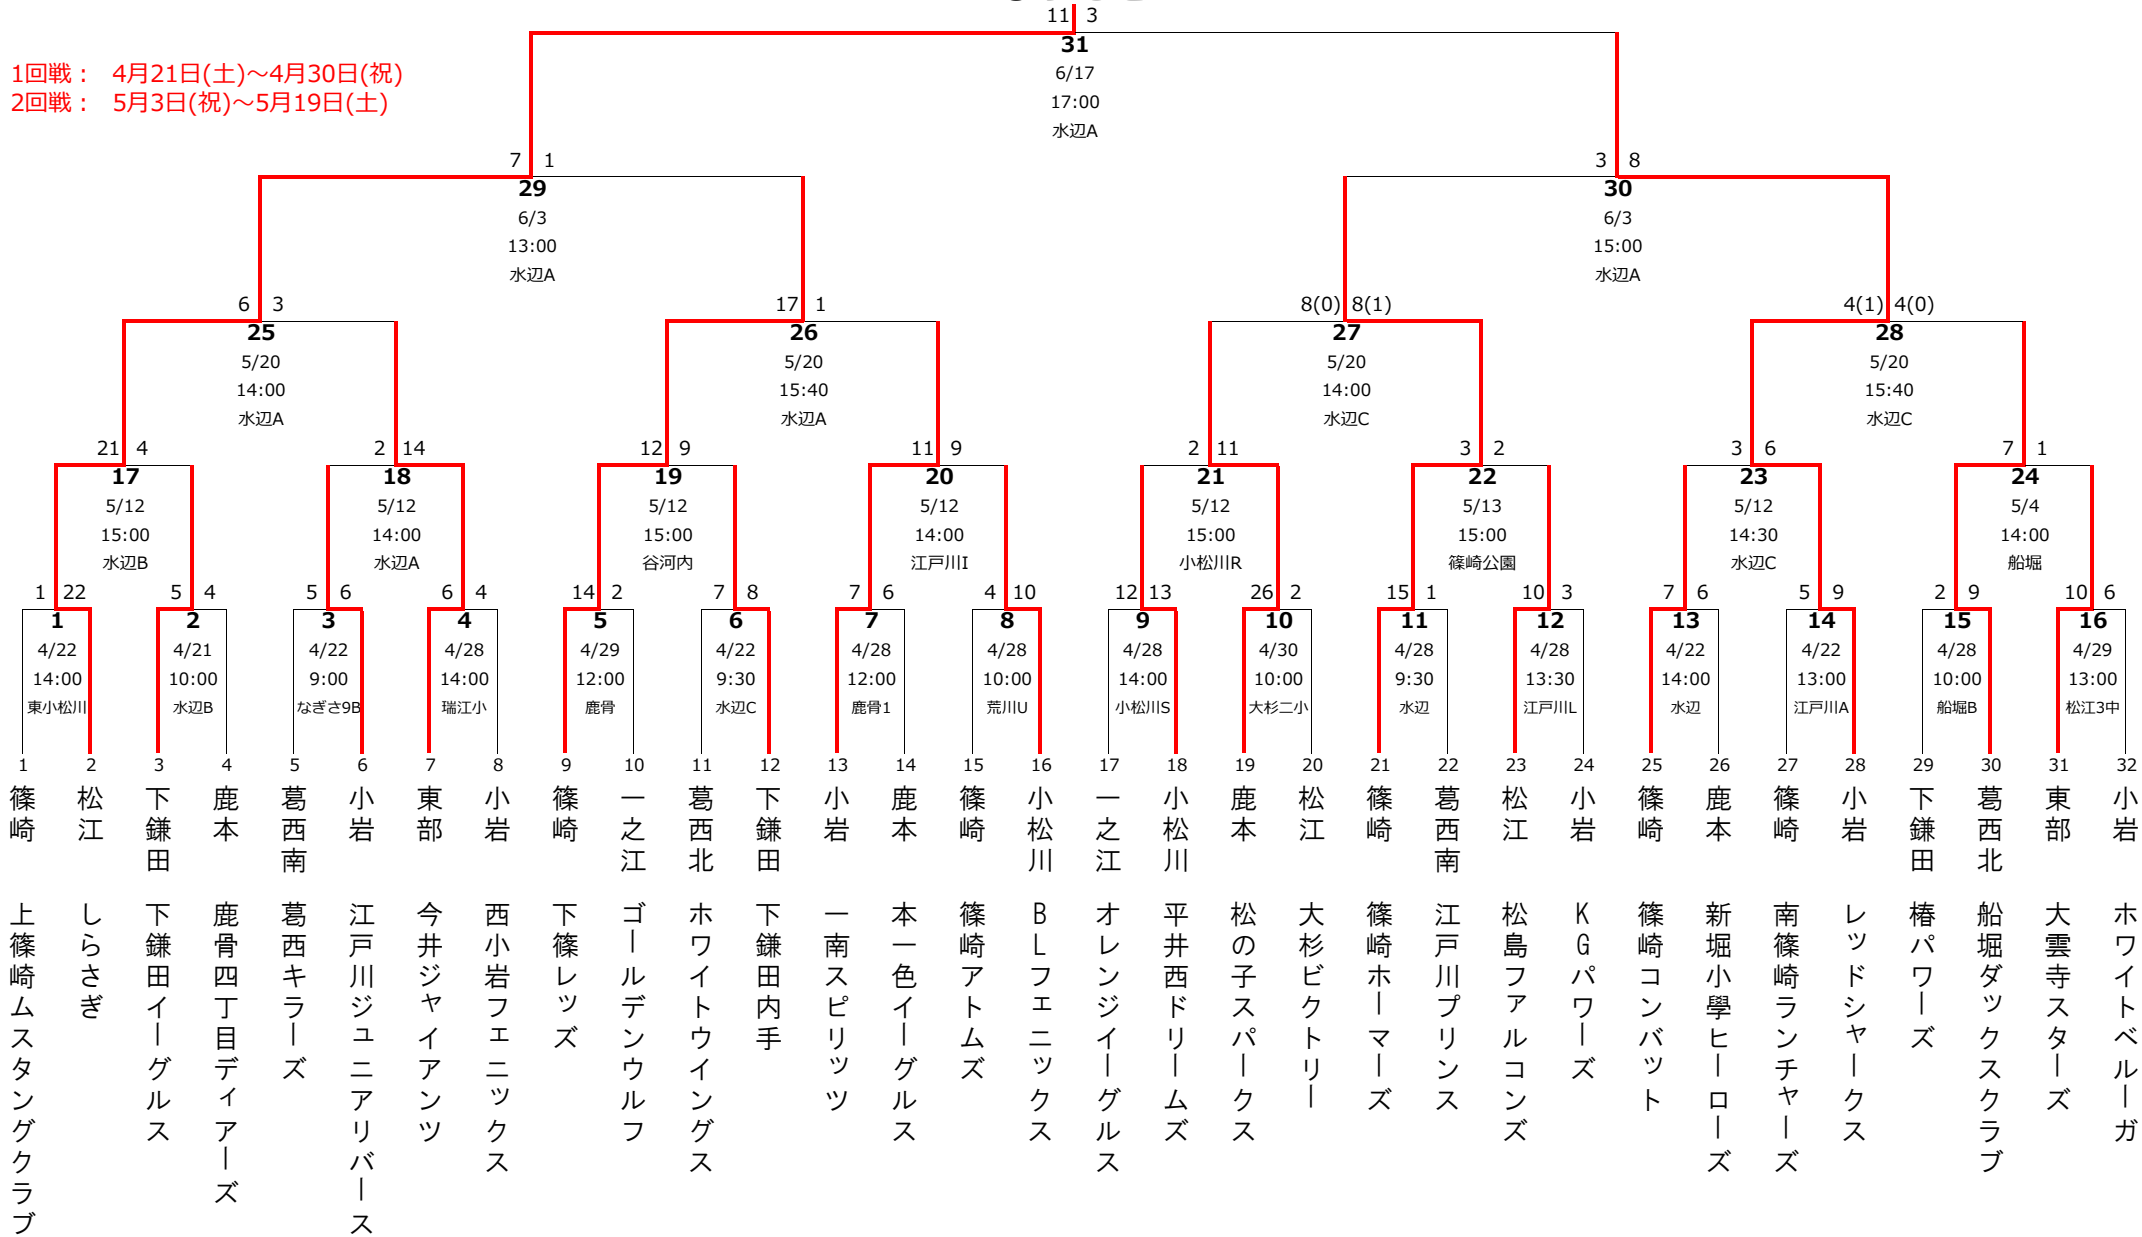 11 3
31
6/17
17:00
水辺A
1回戦： 4月21日(土)～4月30日(祝)
2回戦： 5月3日(祝)～5月19日(土)
7 1 3 8
29 30
6/3 6/3
13:00 15:00
水辺A 水辺A
6 3 17 1 8(0) 8(1) 4(1) 4(0)
25 26 27 28
5/20 5/20 5/20 5/20
14:00 15:40 14:00 15:40
水辺A 水辺A 水辺C 水辺C
21 4 2 14 12 9 11 9 2 11 3 2 3 6 7 1
17 18 19 20 21 22 23 24
5/12 5/12 5/12 5/12 5/12 5/13 5/12 5/4
15:00 14:00 15:00 14:00 15:00 15:00 14:30 14:00
水辺B 水辺A 谷河内 江戸川I 小松川R 篠崎公園 水辺C 船堀
1 22 5 4 5 6 6 4 14 2 7 8 7 6 4 10 12 13 26 2 15 1 10 3 7 6 5 9 2 9 10 6
1 2 3 4 5 6 7 8 9 10 11 12 13 14 15 16
4/22 4/21 4/22 4/28 4/29 4/22 4/28 4/28 4/28 4/30 4/28 4/28 4/22 4/22 4/28 4/29
14:00 10:00 9:00 14:00 12:00 9:30 12:00 10:00 14:00 10:00 9:30 13:30 14:00 13:00 10:00 13:00
東小松川 水辺B なぎさ9B 瑞江小 鹿骨 水辺C 鹿骨1 荒川U 小松川S 大杉二小 水辺 江戸川L 水辺 江戸川A 船堀B 松江3中
1 2 3 4 5 6 7 8 9 10 11 12 13 14 15 16 17 18 19 20 21 22 23 24 25 26 27 28 29 30 31 32
篠崎 上篠崎ムスタングクラブ
松江 しらさぎ
下鎌田 下鎌田イーグルス
鹿本 鹿骨四丁目ディアーズ
葛西南 葛西キラーズ
小岩 江戸川ジュニアリバース
東部 今井ジャイアンツ
小岩 西小岩フェニックス
篠崎 下篠レッズ
一之江 ゴールデンウルフ
葛西北 ホワイトウイングス
下鎌田 下鎌田内手
小岩 一南スピリッツ
鹿本 本一色イーグルス
篠崎 篠崎アトムズ
小松川 BLフェニックス
一之江 オレンジイーグルス
小松川 平井西ドリームズ
鹿本 松の子スパークス
松江 大杉ビクトリー
篠崎 篠崎ホーマーズ
葛西南 江戸川プリンス
松江 松島ファルコンズ
小岩 KGパワーズ
篠崎 篠崎コンバット
鹿本 新堀小學ヒーローズ
篠崎 南篠崎ランチャーズ
小岩 レッドシャークス
下鎌田 椿パワーズ
葛西北 船堀ダックスクラブ
東部 大雲寺スターズ
小岩 ホワイトベルーガ